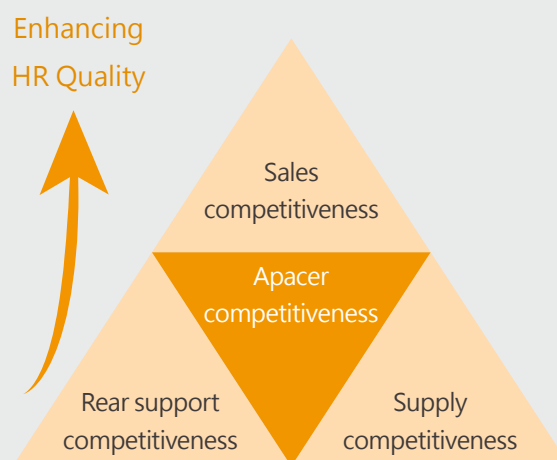 Enhancing
HR Quality
Sales
competitiveness
Apacer
competitiveness
Rear support
competitiveness
Supply
competitiveness